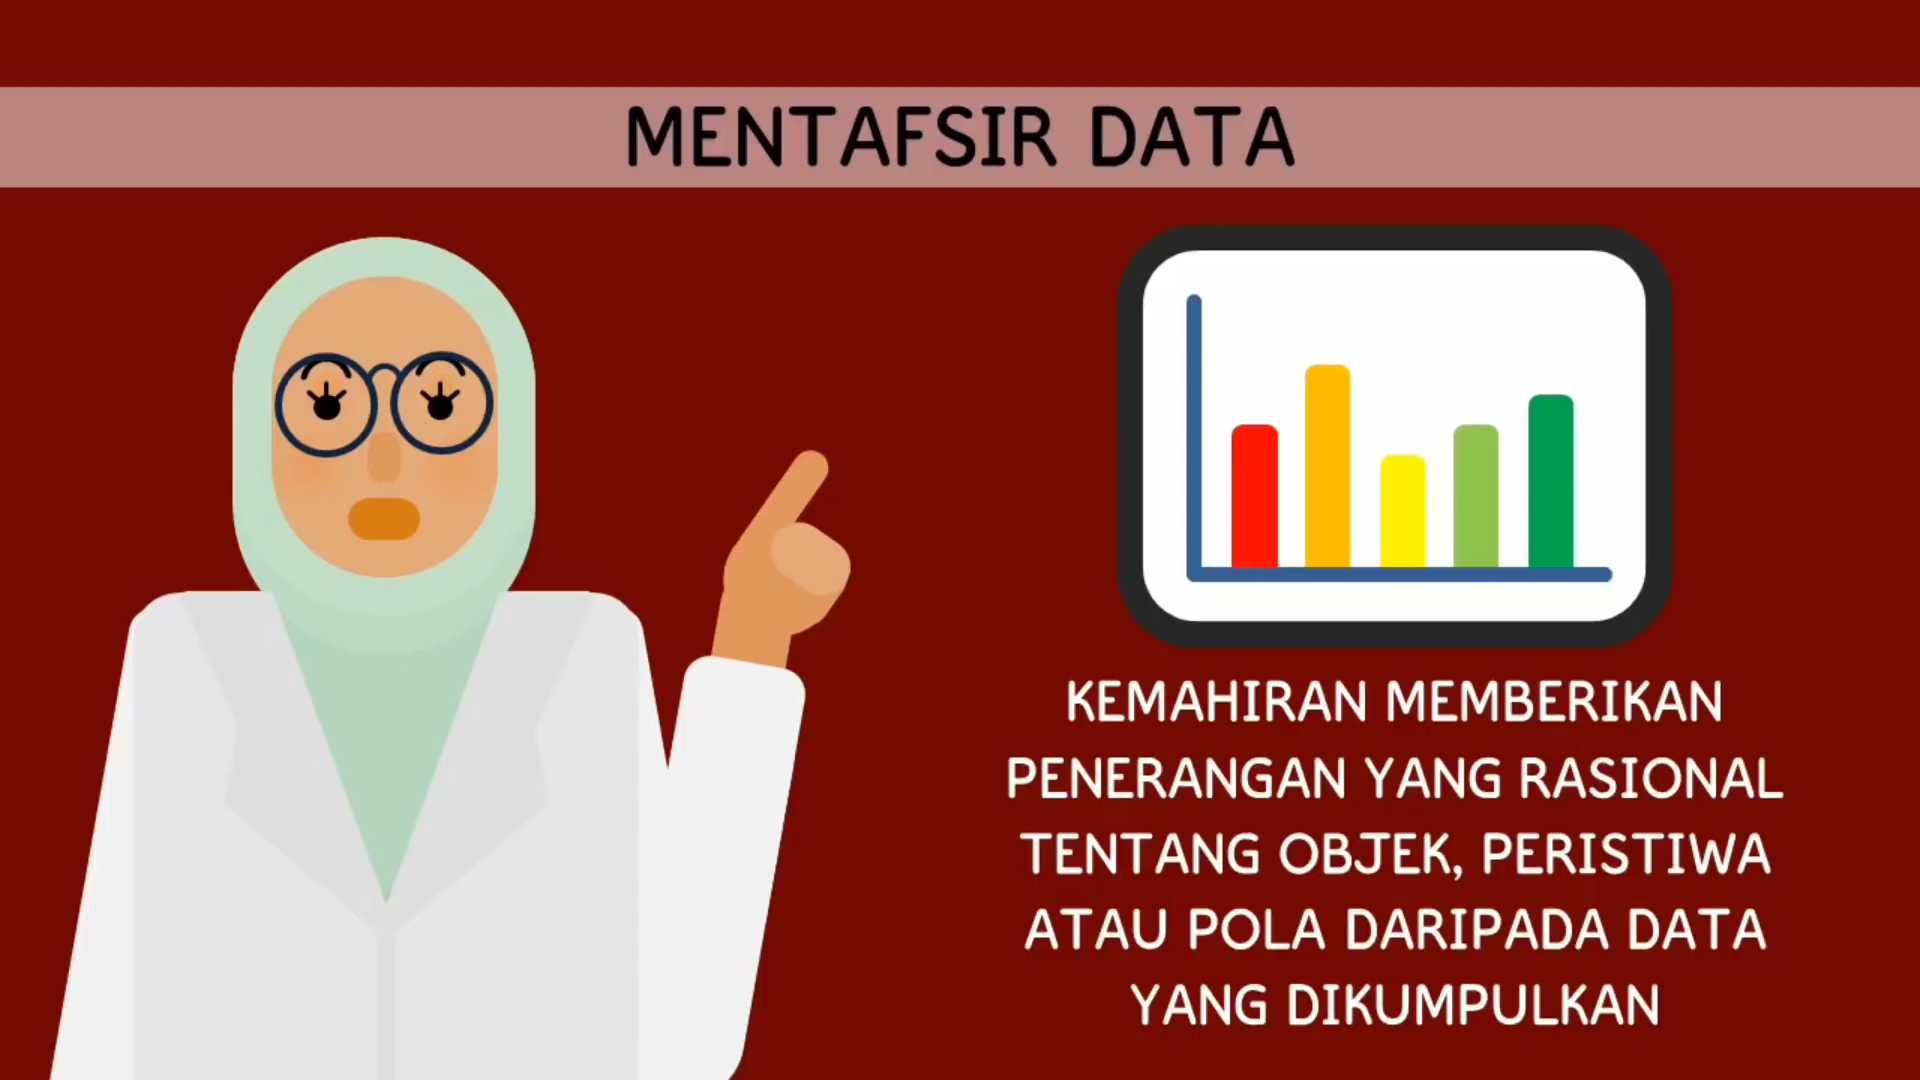 MENTAFSIR DATA
KEMAHIRAN MEMBERIKAN
PENERANGAN YANG RASIONAL
TENTANG OBJEK, PERISTIWA
ATAU POLA DARIPADA DATA
YANG DIKUMPULKAN